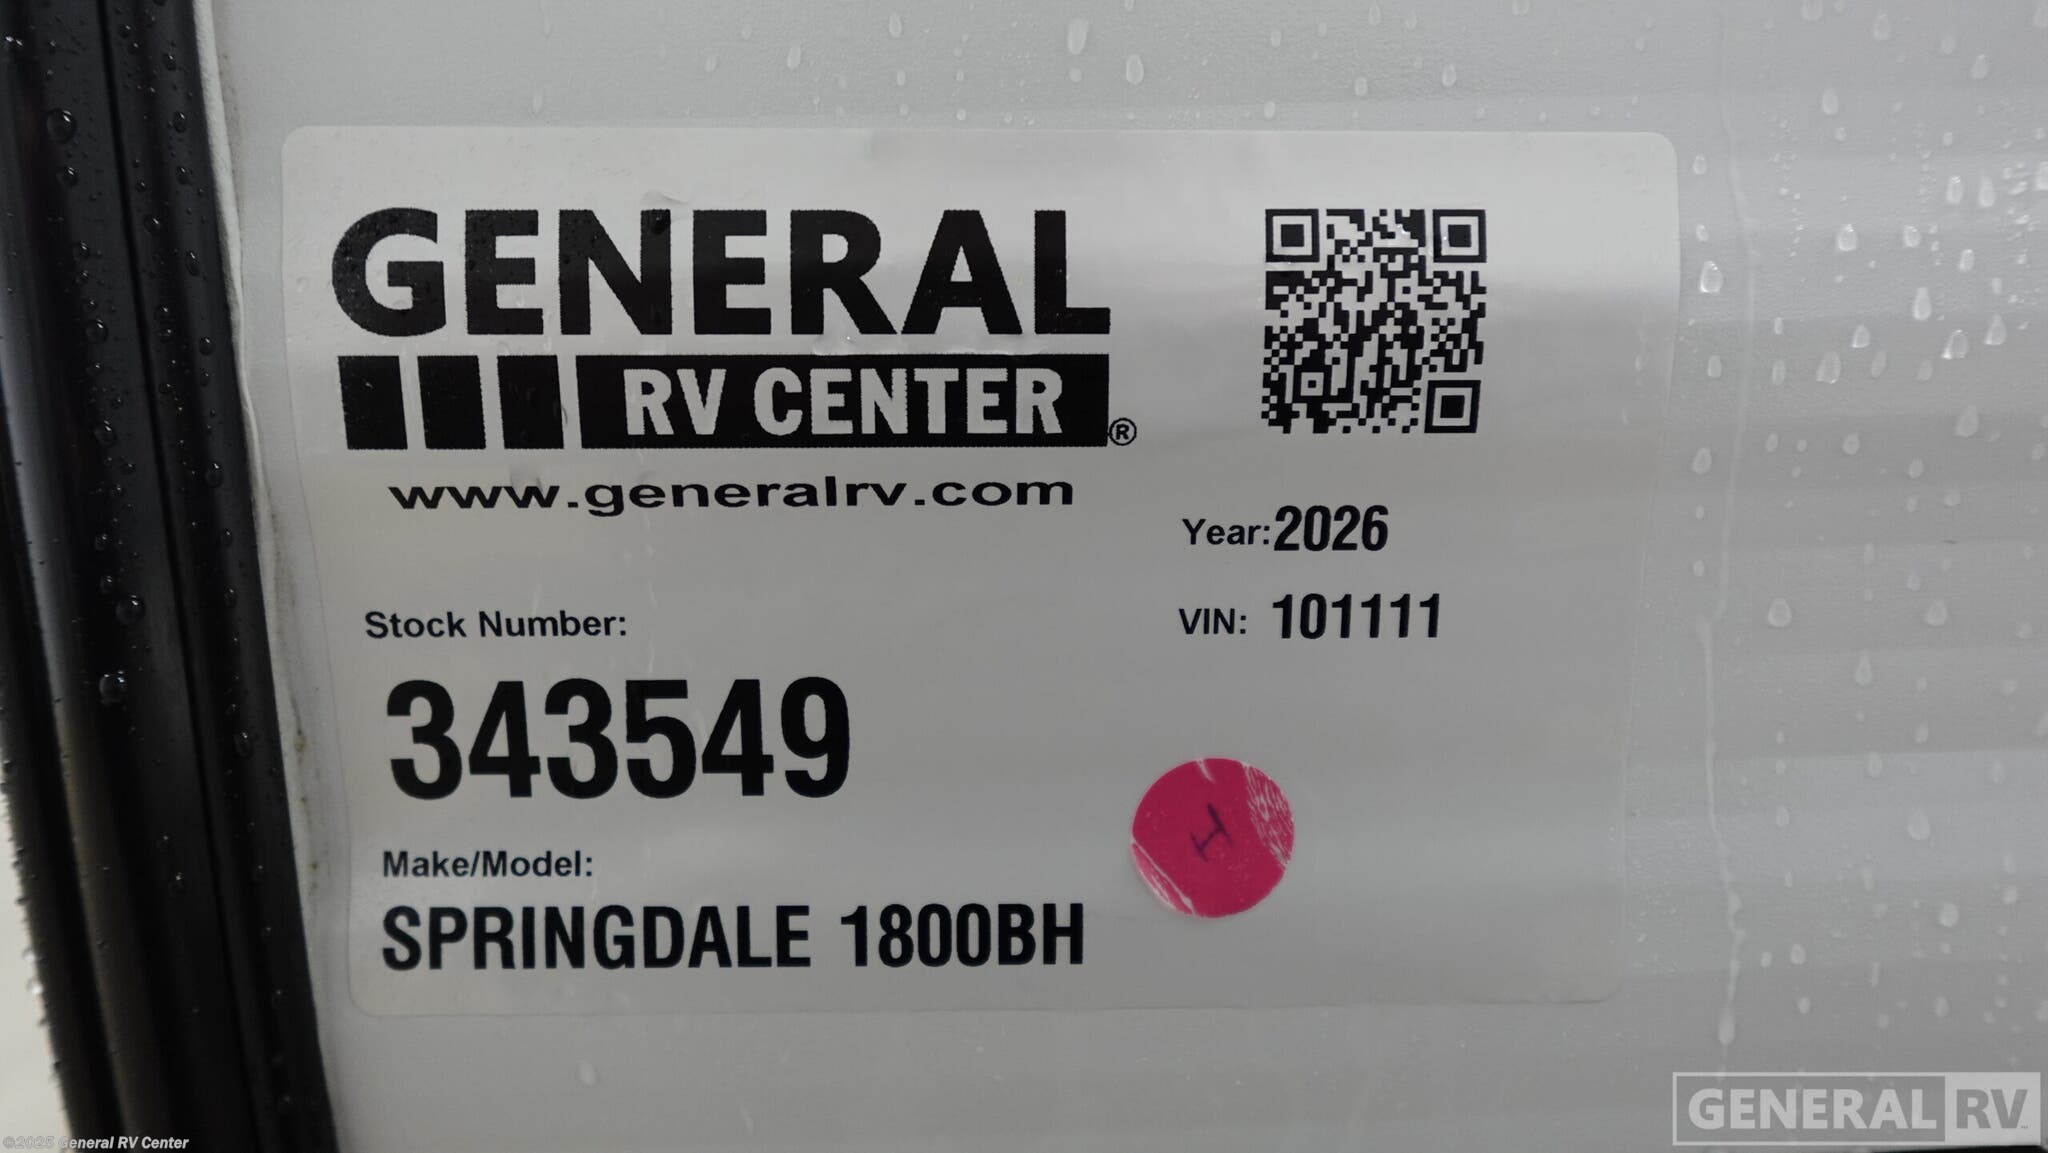 GENERAL
RV CENTER®
www.generalrv.com
Year: 2026
VIN: 101111
Stock Number:
343549
H
Make/Model:
SPRINGDALE 1800BH
GENERAL RV™
©2025 General RV Center